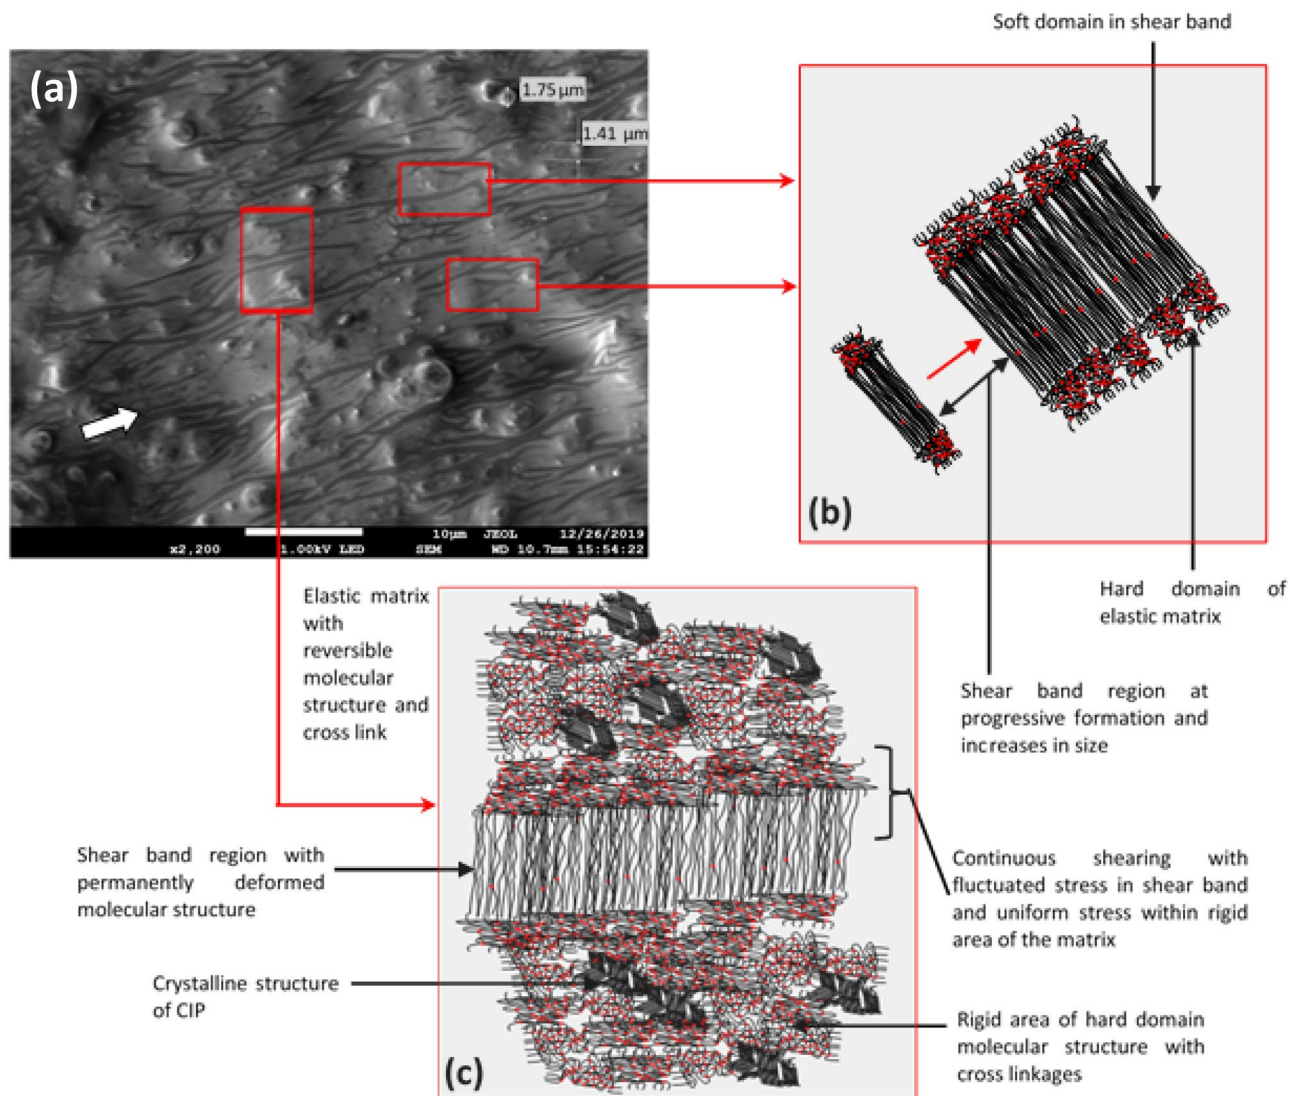 Soft domain in shear band
(a)
1.75 µm
1.41 µm
10µm JEOL 12/26/2019
x2,200 1.00kV LED SEM WD 10.7mm 15:54:22
(b)
Hard domain of
elastic matrix
Shear band region at
progressive formation and
increases in size
Elastic matrix
with
reversible
molecular
structure and
cross link
Shear band region with
permanently deformed
molecular structure
Continuous shearing with
fluctuated stress in shear band
and uniform stress within rigid
area of the matrix
Crystalline structure
of CIP
Rigid area of hard domain
molecular structure with
cross linkages
(c)